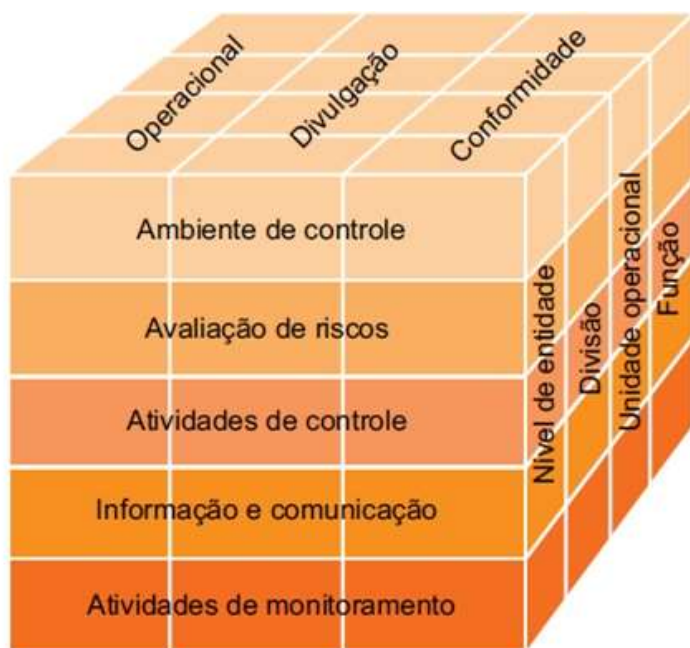 Operacional
Divulgação
Conformidade
Ambiente de controle
Avaliação de riscos
Atividades de controle
Informação e comunicação
Atividades de monitoramento
Nível de entidade
Divisão
Unidade operacional
Função